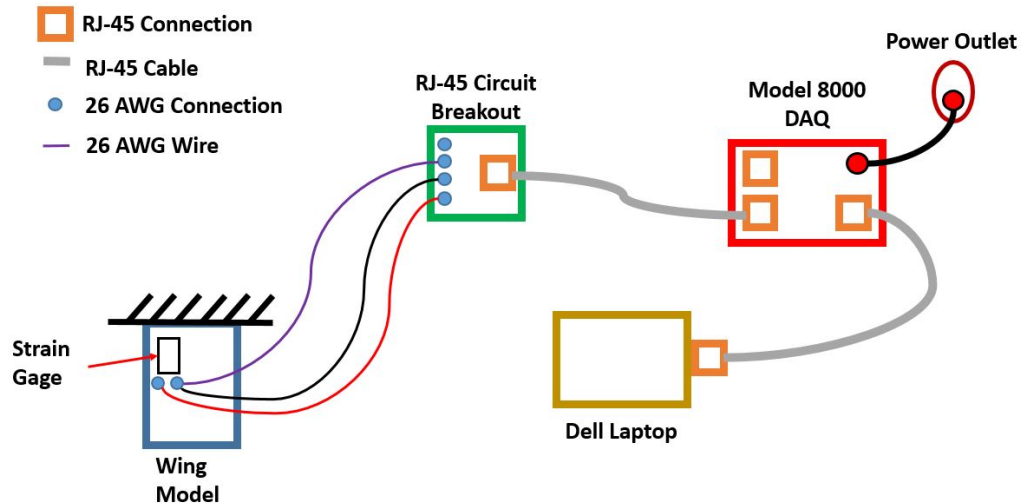 RJ-45 Connection
RJ-45 Cable
26 AWG Connection
26 AWG Wire
RJ-45 Circuit
Breakout
Model 8000
DAQ
Power Outlet
Strain
Gage
Wing
Model
Dell Laptop